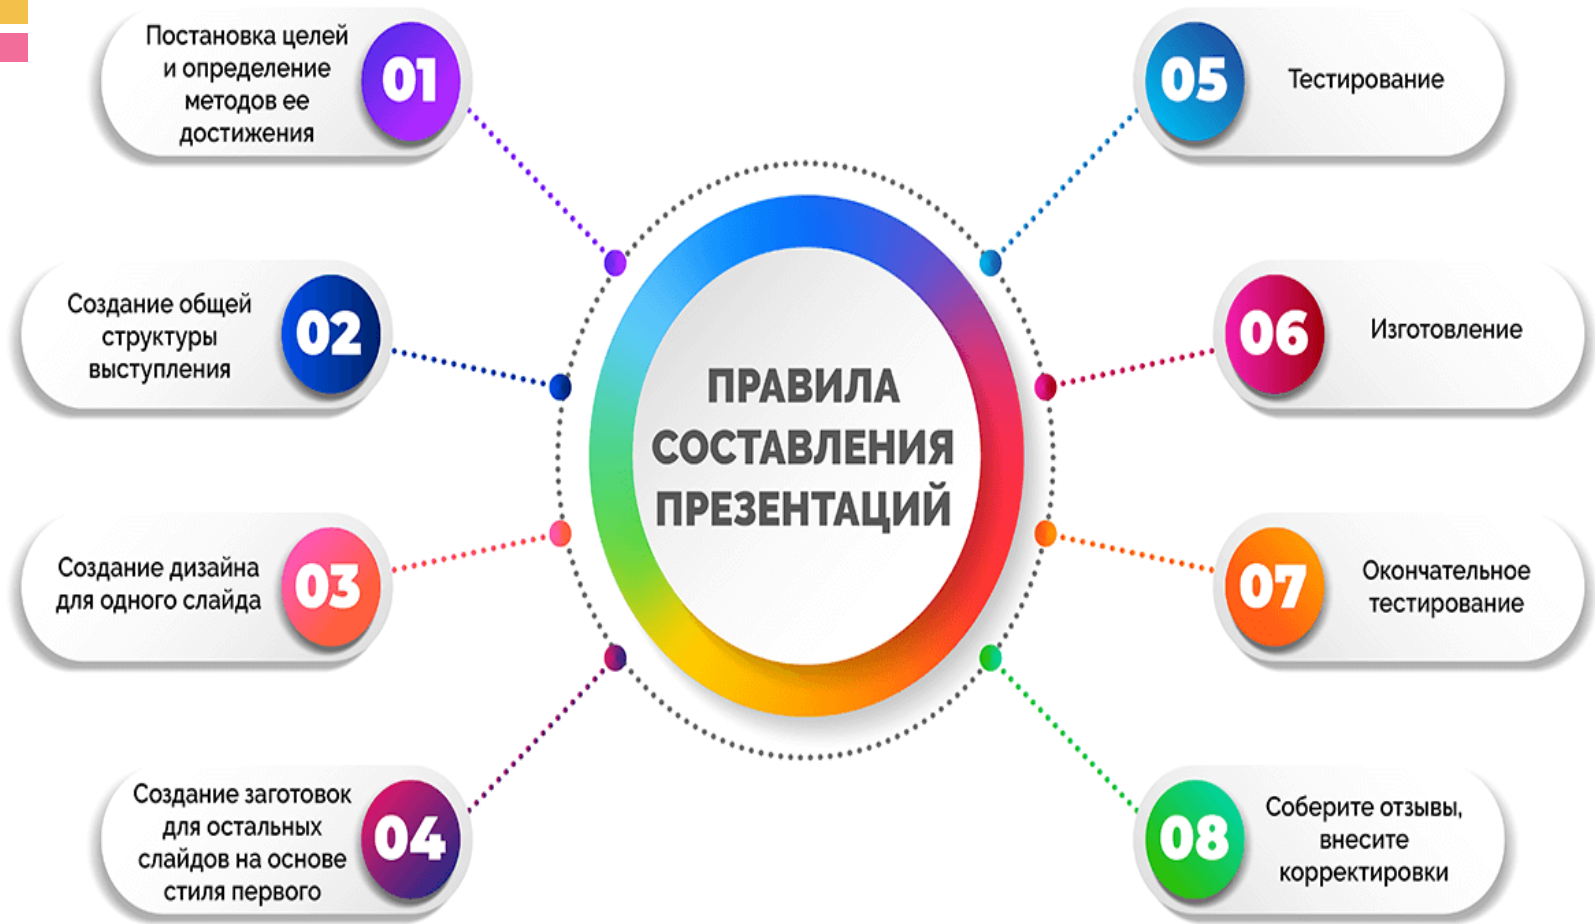 Постановка целей
и определение
методов ее
достижения
01
Создание общей
структуры
выступления
02
Создание дизайна
для одного слайда
03
Создание заготовок
для остальных
слайдов на основе
стиля первого
04
ПРАВИЛА
СОСТАВЛЕНИЯ
ПРЕЗЕНТАЦИЙ
05
Тестирование
06
Изготовление
07
Окончательное
тестирование
08
Соберите отзывы,
внесите
корректировки